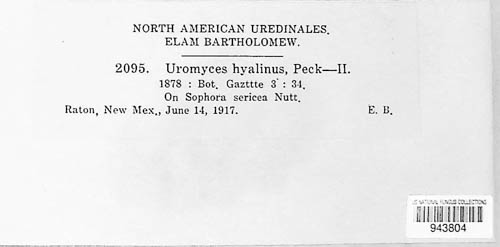 NORTH AMERICAN UREDINALES.
ELAM BARTHOLOMEW.
2095. Uromyces hyalinus, Peck—II.
1878 : Bot. Gazttte 3 : 34.
On Sophora sericea Nutt.
Raton, New Mex., June 14, 1917. E. B.
US NATIONAL FUNGUS COLLECTIONS
943804